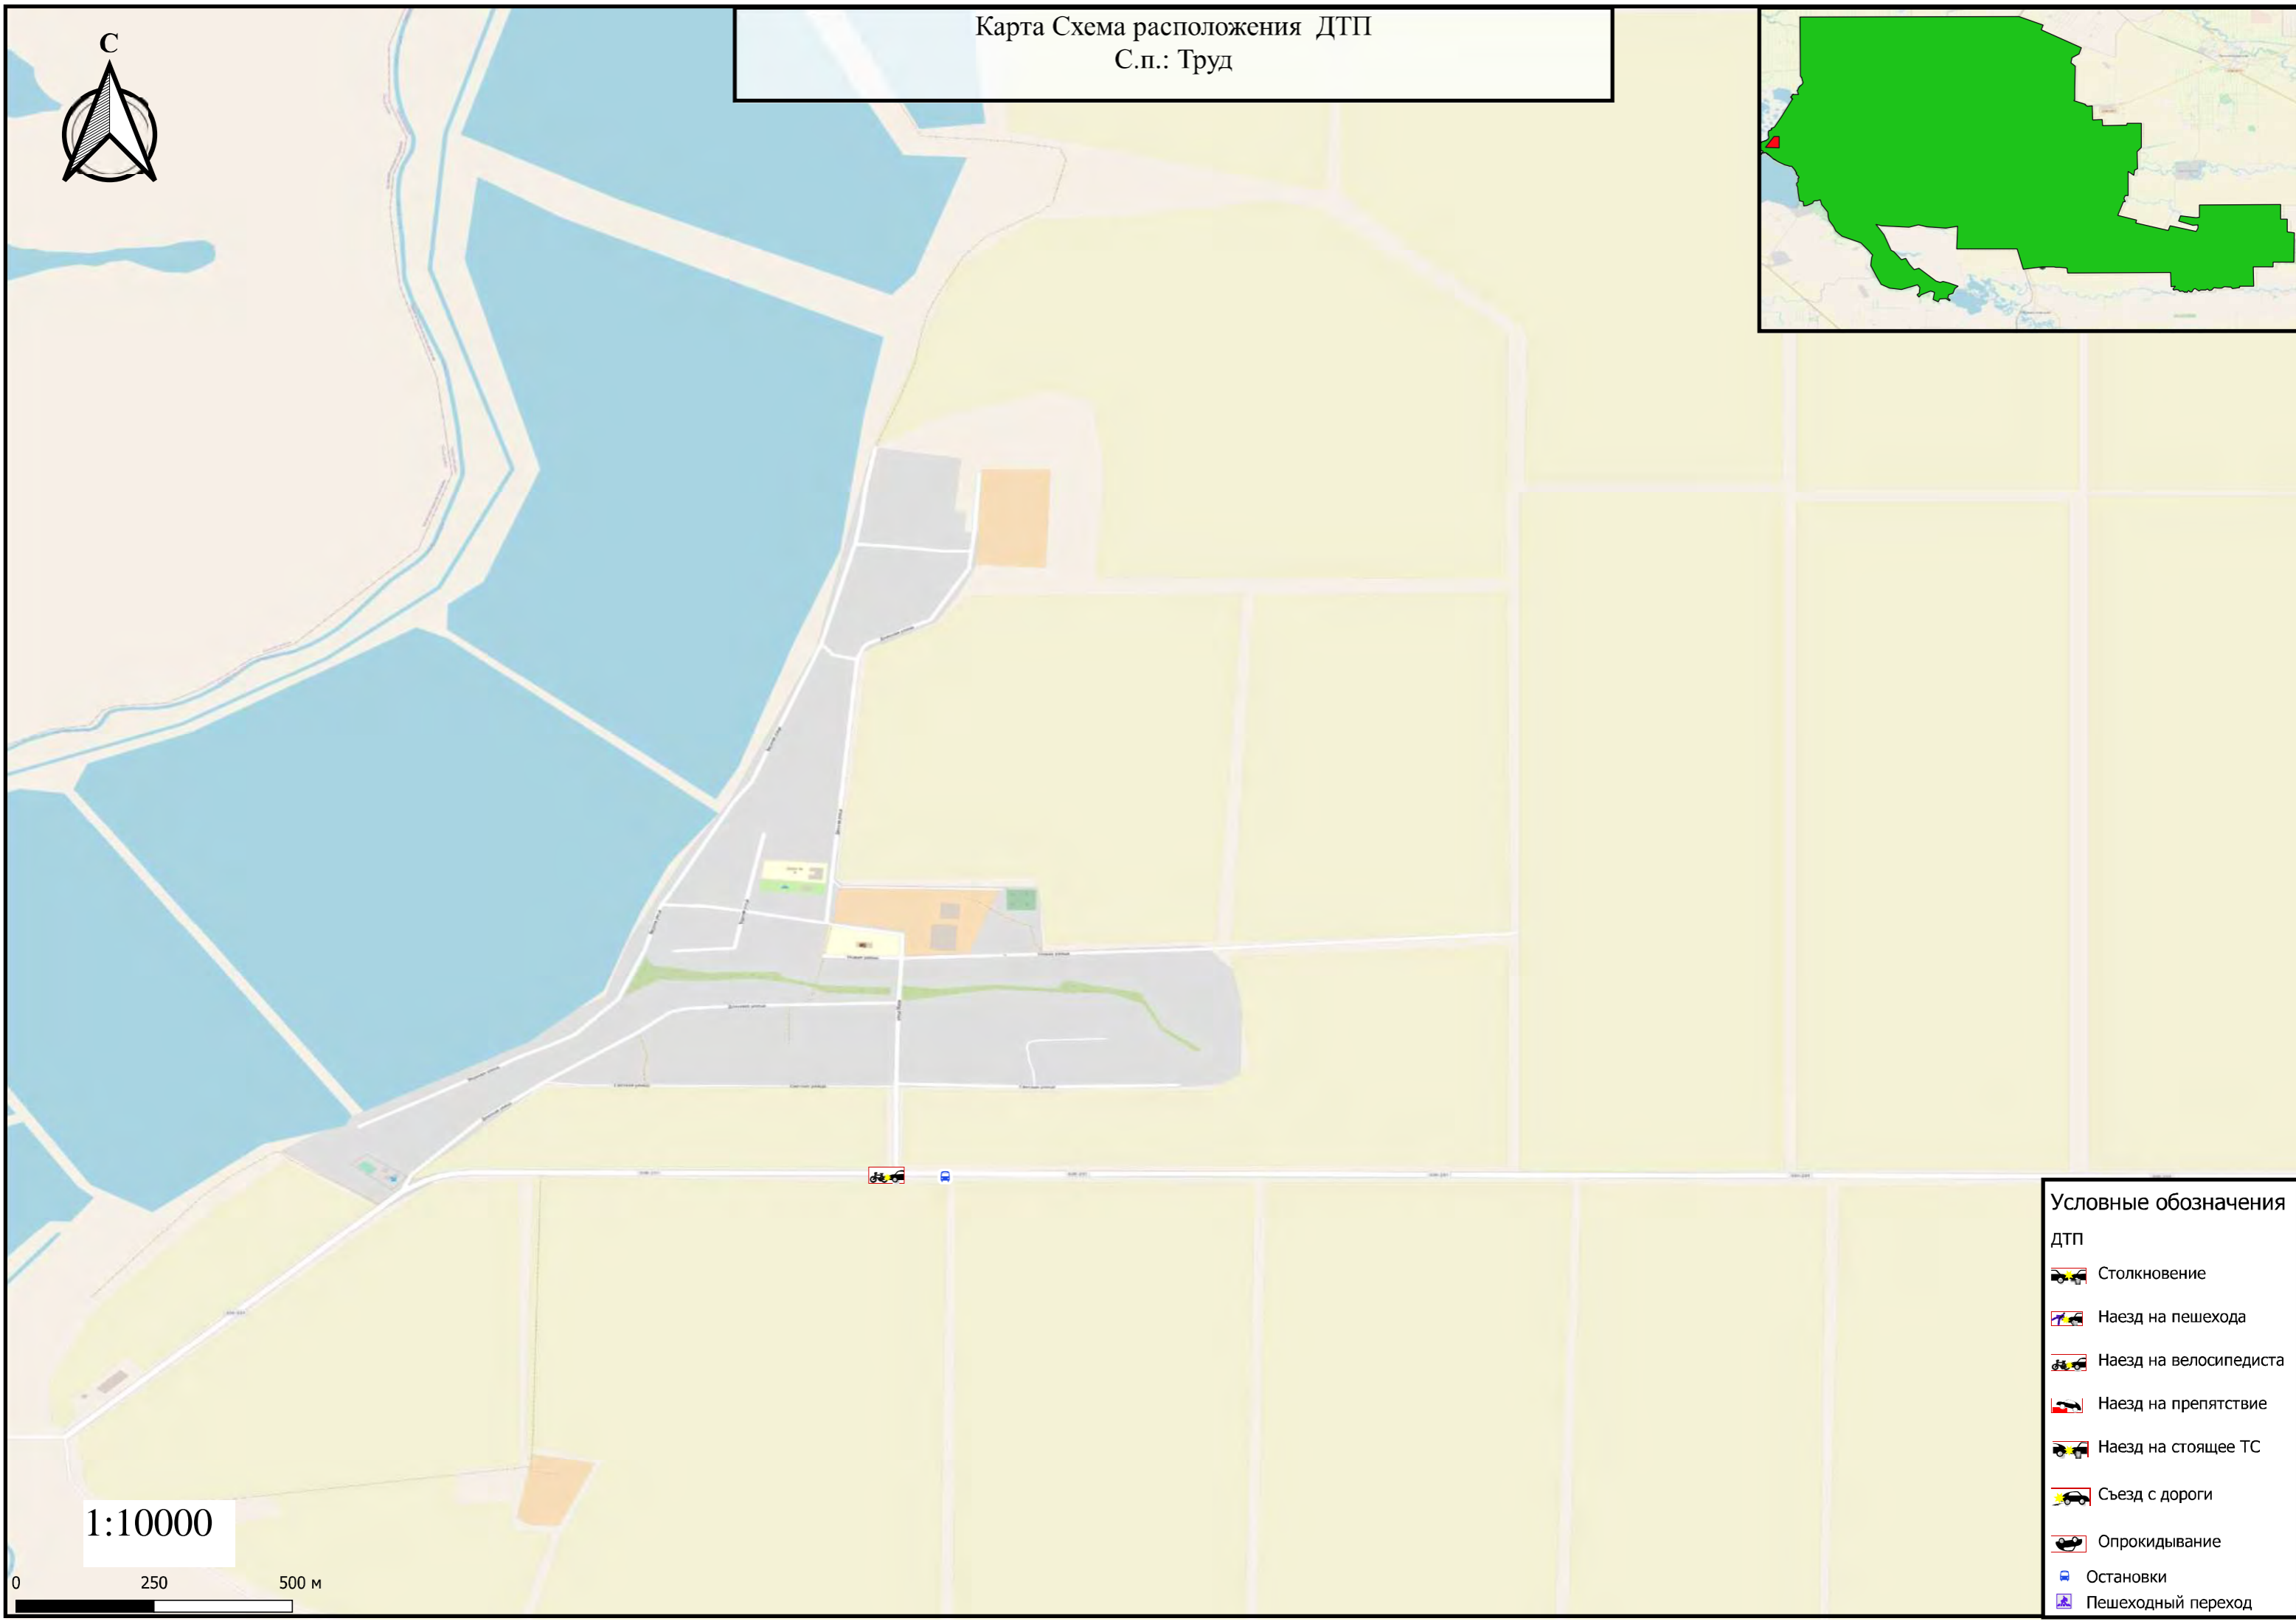 Карта Схема расположения ДТП
С.п.: Труд
С
1:10000
0 250 500 м
Условные обозначения
ДТП
Столкновение
Наезд на пешехода
Наезд на велосипедиста
Наезд на препятствие
Наезд на стоящее ТС
Съезд с дороги
Опрокидывание
Остановки
Пешеходный переход